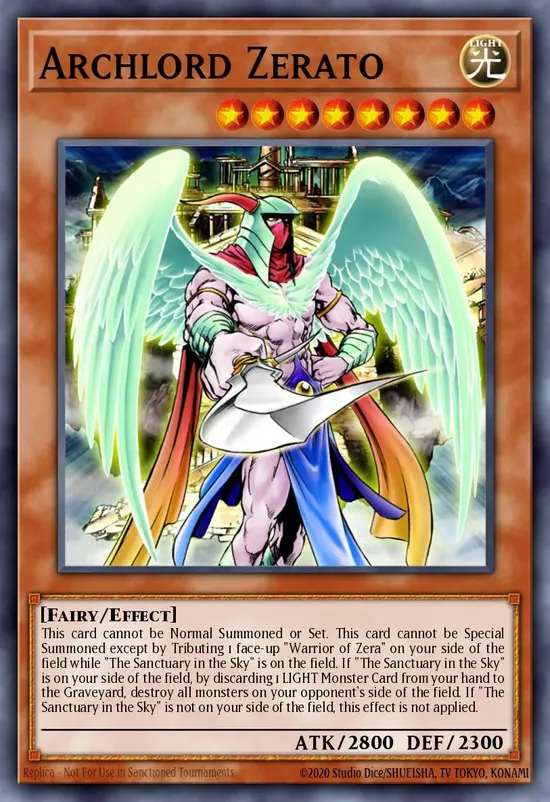 Archlord Zerato
LIGHT
光
[Fairy/Effect]
This card cannot be Normal Summoned or Set. This card cannot be Special
Summoned except by Tributing 1 face-up "Warrior of Zera" on your side of the
field while "The Sanctuary in the Sky" is on the field. If "The Sanctuary in the Sky"
is on your side of the field, by discarding 1 LIGHT Monster Card from your hand to
the Graveyard, destroy all monsters on your opponent's side of the field. If "The
Sanctuary in the Sky" is not on your side of the field, this effect is not applied.
ATK/2800 DEF/2300
Replica - Not For Use in Sanctioned Tournaments
©2020 Studio Dice/SHUEISHA, TV TOKYO, KONAMI